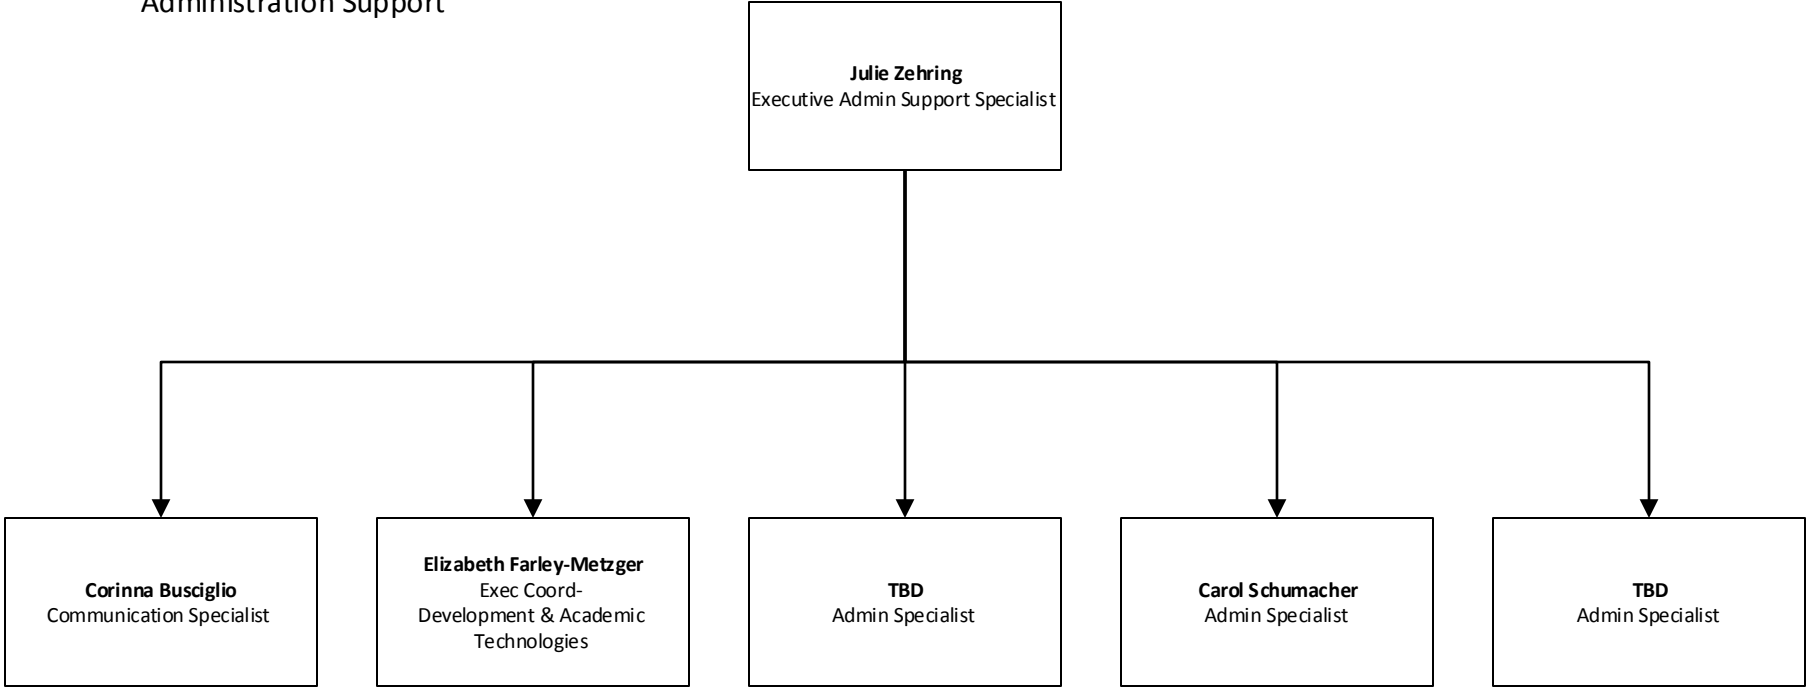 Administration Support
Julie Zehring
Executive Admin Support Specialist
Corinna Busciglio
Communication Specialist
Elizabeth Farley-Metzger
Exec Coord-
Development & Academic
Technologies
TBD
Admin Specialist
Carol Schumacher
Admin Specialist
TBD
Admin Specialist